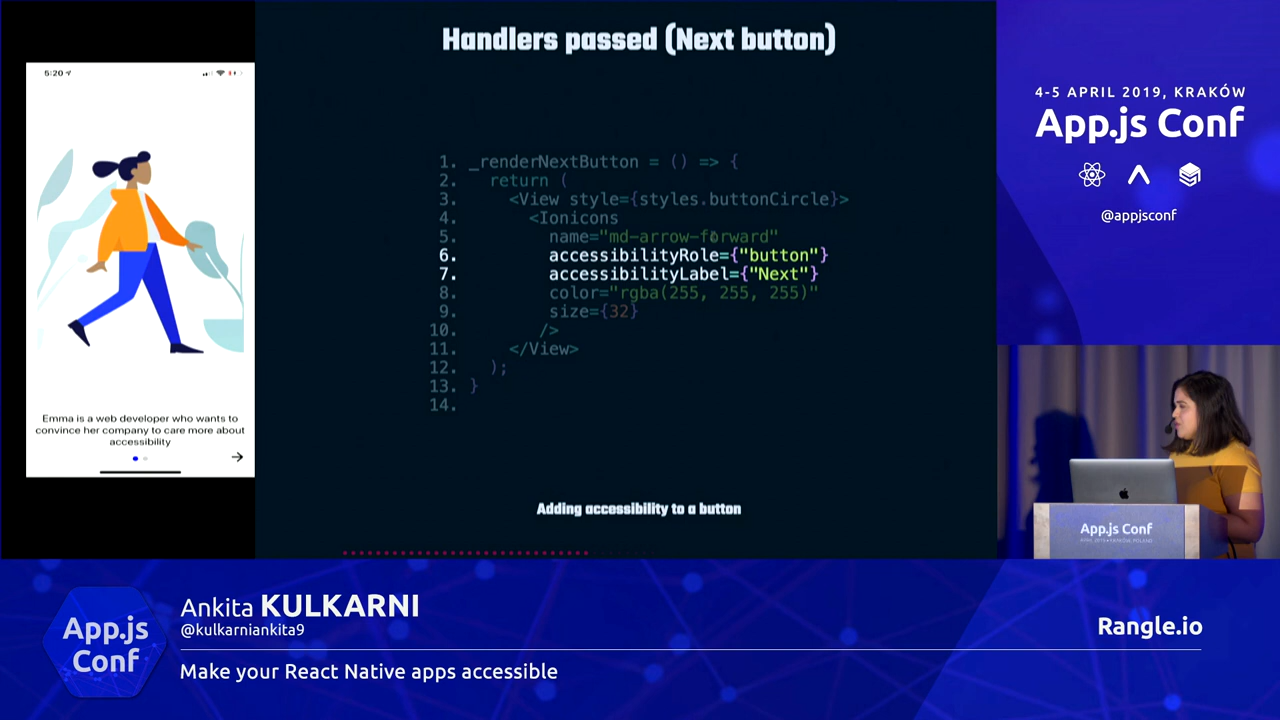 Handlers passed (Next button)
5:20
1. _renderNextButton = () => {
2. return (
3. <View style={styles.buttonCircle}>
4. <Ionicons
5. name="md-arrow-forward"
6. accessibilityRole={"button"}
7. accessibilityLabel={"Next"}
8. color="rgba(255, 255, 255)"
9. size={32}
10. />
11. </View>
12. );
13. }
14.
Emma is a web developer who wants to
convince her company to care more about
accessibility
Adding accessibility to a button
4-5 APRIL 2019, KRAKÓW
App.js Conf
@appjsconf
App.js Conf
App.js
Conf
Ankita KULKARNI
@kulkarniankita9
Make your React Native apps accessible
Rangle.io